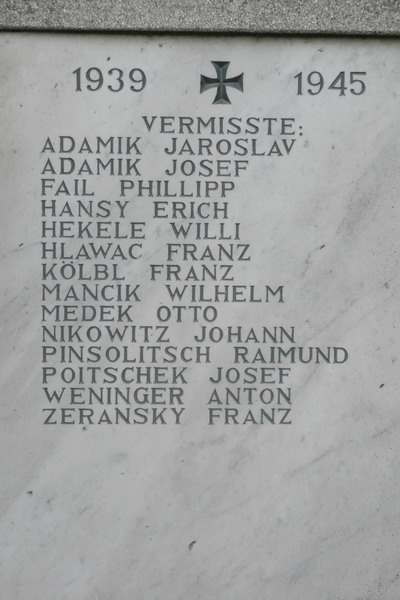 1939 1945
VERMISSTE:
ADAMIK JAROSLAV
ADAMIK JOSEF
FAIL PHILLIPP
HANSY ERICH
HEKELE WILLI
HLAWAC FRANZ
KÖLBL FRANZ
MANCIK WILHELM
MEDEK OTTO
NIKOWITZ JOHANN
PINSOLITSCH RAIMUND
POITSCHEK JOSEF
WENINGER ANTON
ZERANSKY FRANZ